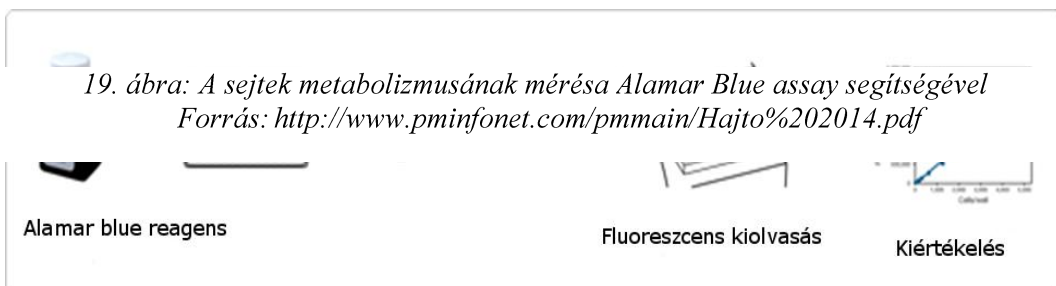 19. ábra: A sejtek metabolizmusának mérésa Alamar Blue assay segítségével
Forrás: http://www.pminfonet.com/pmmain/Hajto%202014.pdf
Alamar blue reagens
Fluoreszcens kiolvasás
Kiértékelés